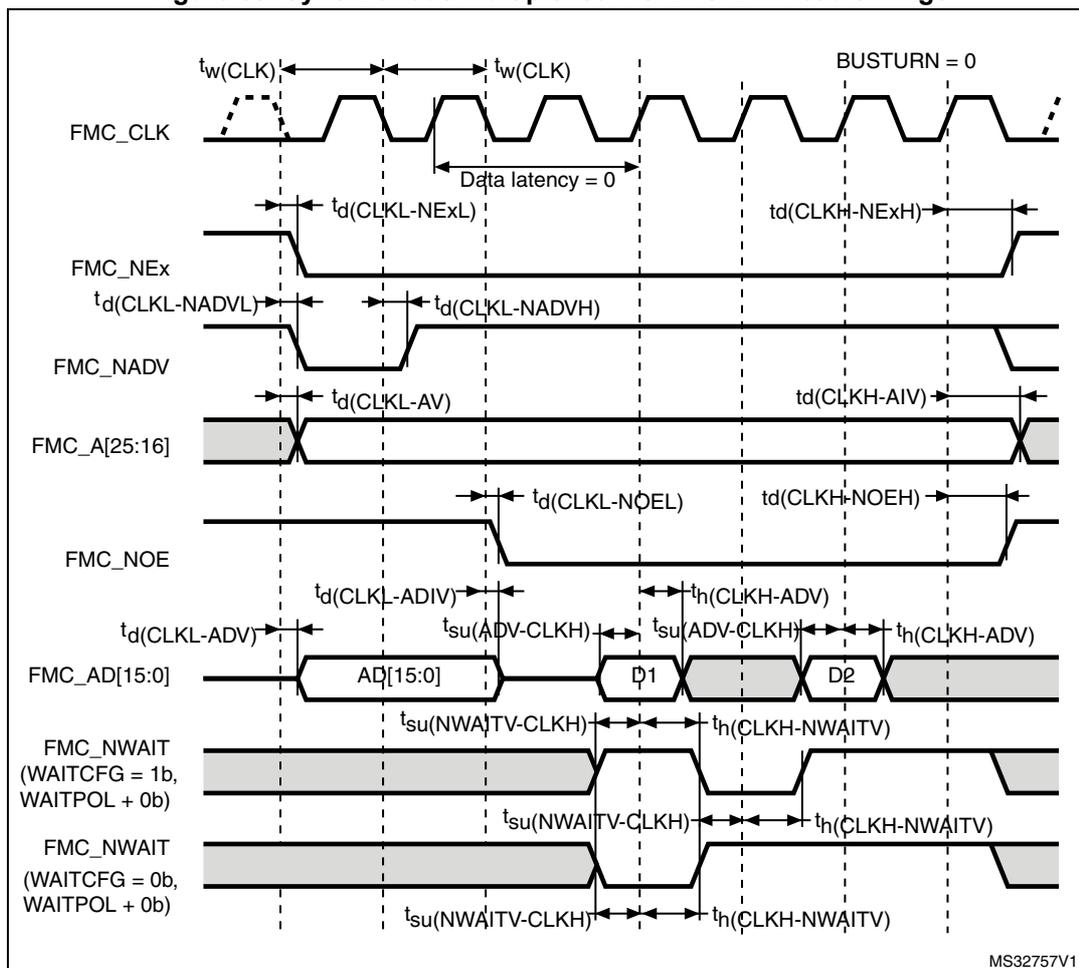 BUSTURN = 0
tw(CLK)
tw(CLK)
FMC_CLK
Data latency = 0
td(CLKL-NExL)
td(CLKH-NExH)
FMC_NEx
td(CLKL-NADVL)
td(CLKL-NADVH)
FMC_NADV
td(CLKL-AV)
td(CLKH-AIV)
FMC_A[25:16]
td(CLKL-NOEL)
td(CLKH-NOEH)
FMC_NOE
td(CLKL-ADIV)
th(CLKH-ADV)
td(CLKL-ADV)
tsu(ADV-CLKH)
tsu(ADV-CLKH)
th(CLKH-ADV)
FMC_AD[15:0]
AD[15:0]
D1
D2
tsu(NWAITV-CLKH)
th(CLKH-NWAITV)
FMC_NWAIT
(WAITCFG = 1b,
WAITPOL + 0b)
tsu(NWAITV-CLKH)
th(CLKH-NWAITV)
FMC_NWAIT
(WAITCFG = 0b,
WAITPOL + 0b)
tsu(NWAITV-CLKH)
th(CLKH-NWAITV)
MS32757V1